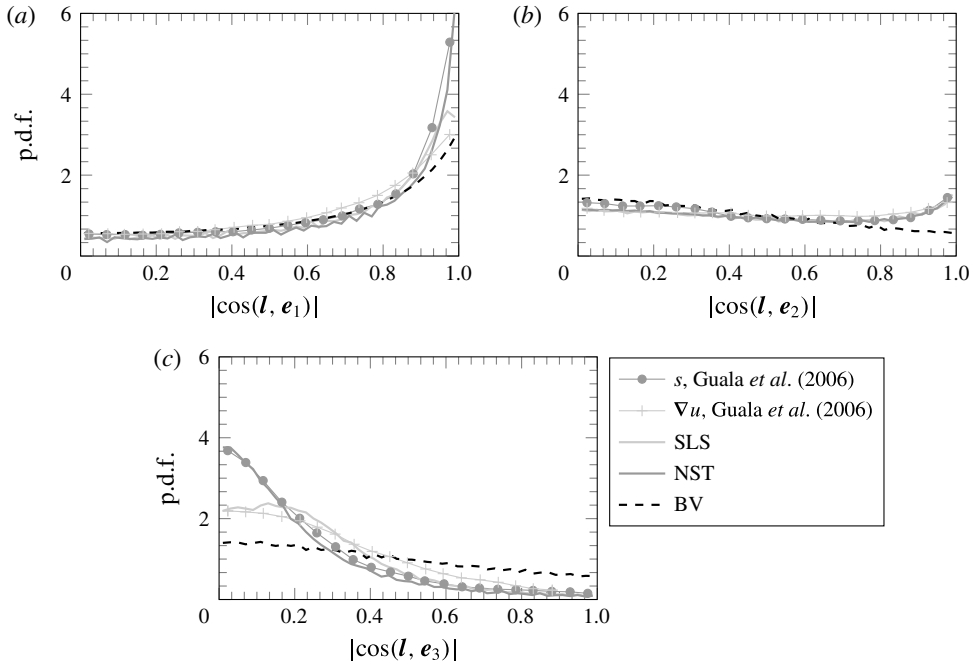 (a)
6
4
2
0
0.2
0.4
0.6
0.8
1.0
p.d.f.
|cos(l, e1)|
(b)
6
4
2
0
0.2
0.4
0.6
0.8
1.0
|cos(l, e2)|
(c)
6
4
2
0
0.2
0.4
0.6
0.8
1.0
p.d.f.
|cos(l, e3)|
s, Guala et al. (2006)
∇u, Guala et al. (2006)
SLS
NST
BV